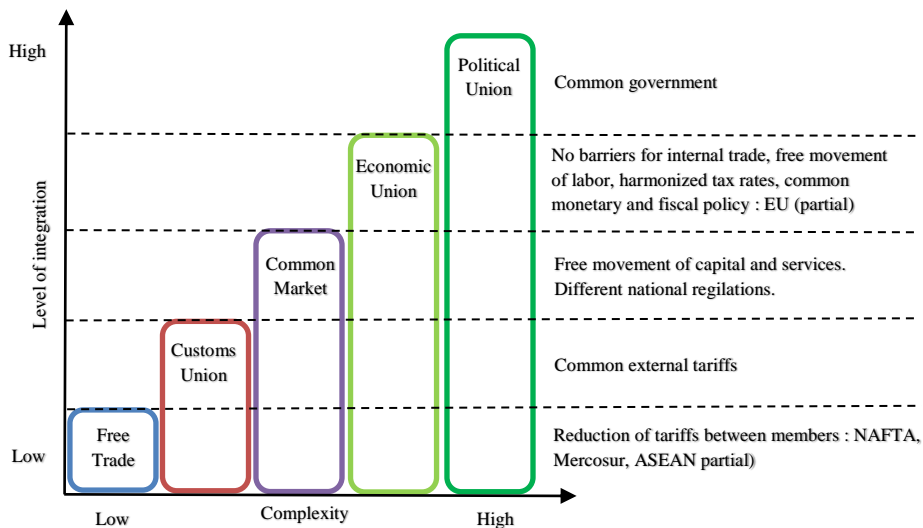 High
Political
Union
Common government
Economic
Union
No barriers for internal trade, free movement
of labor, harmonized tax rates, common
monetary and fiscal policy : EU (partial)
Level of integration
Common
Market
Free movement of capital and services.
Different national regilations.
Customs
Union
Common external tariffs
Free
Trade
Reduction of tariffs between members : NAFTA,
Mercosur, ASEAN partial)
Low
Low
Complexity
High